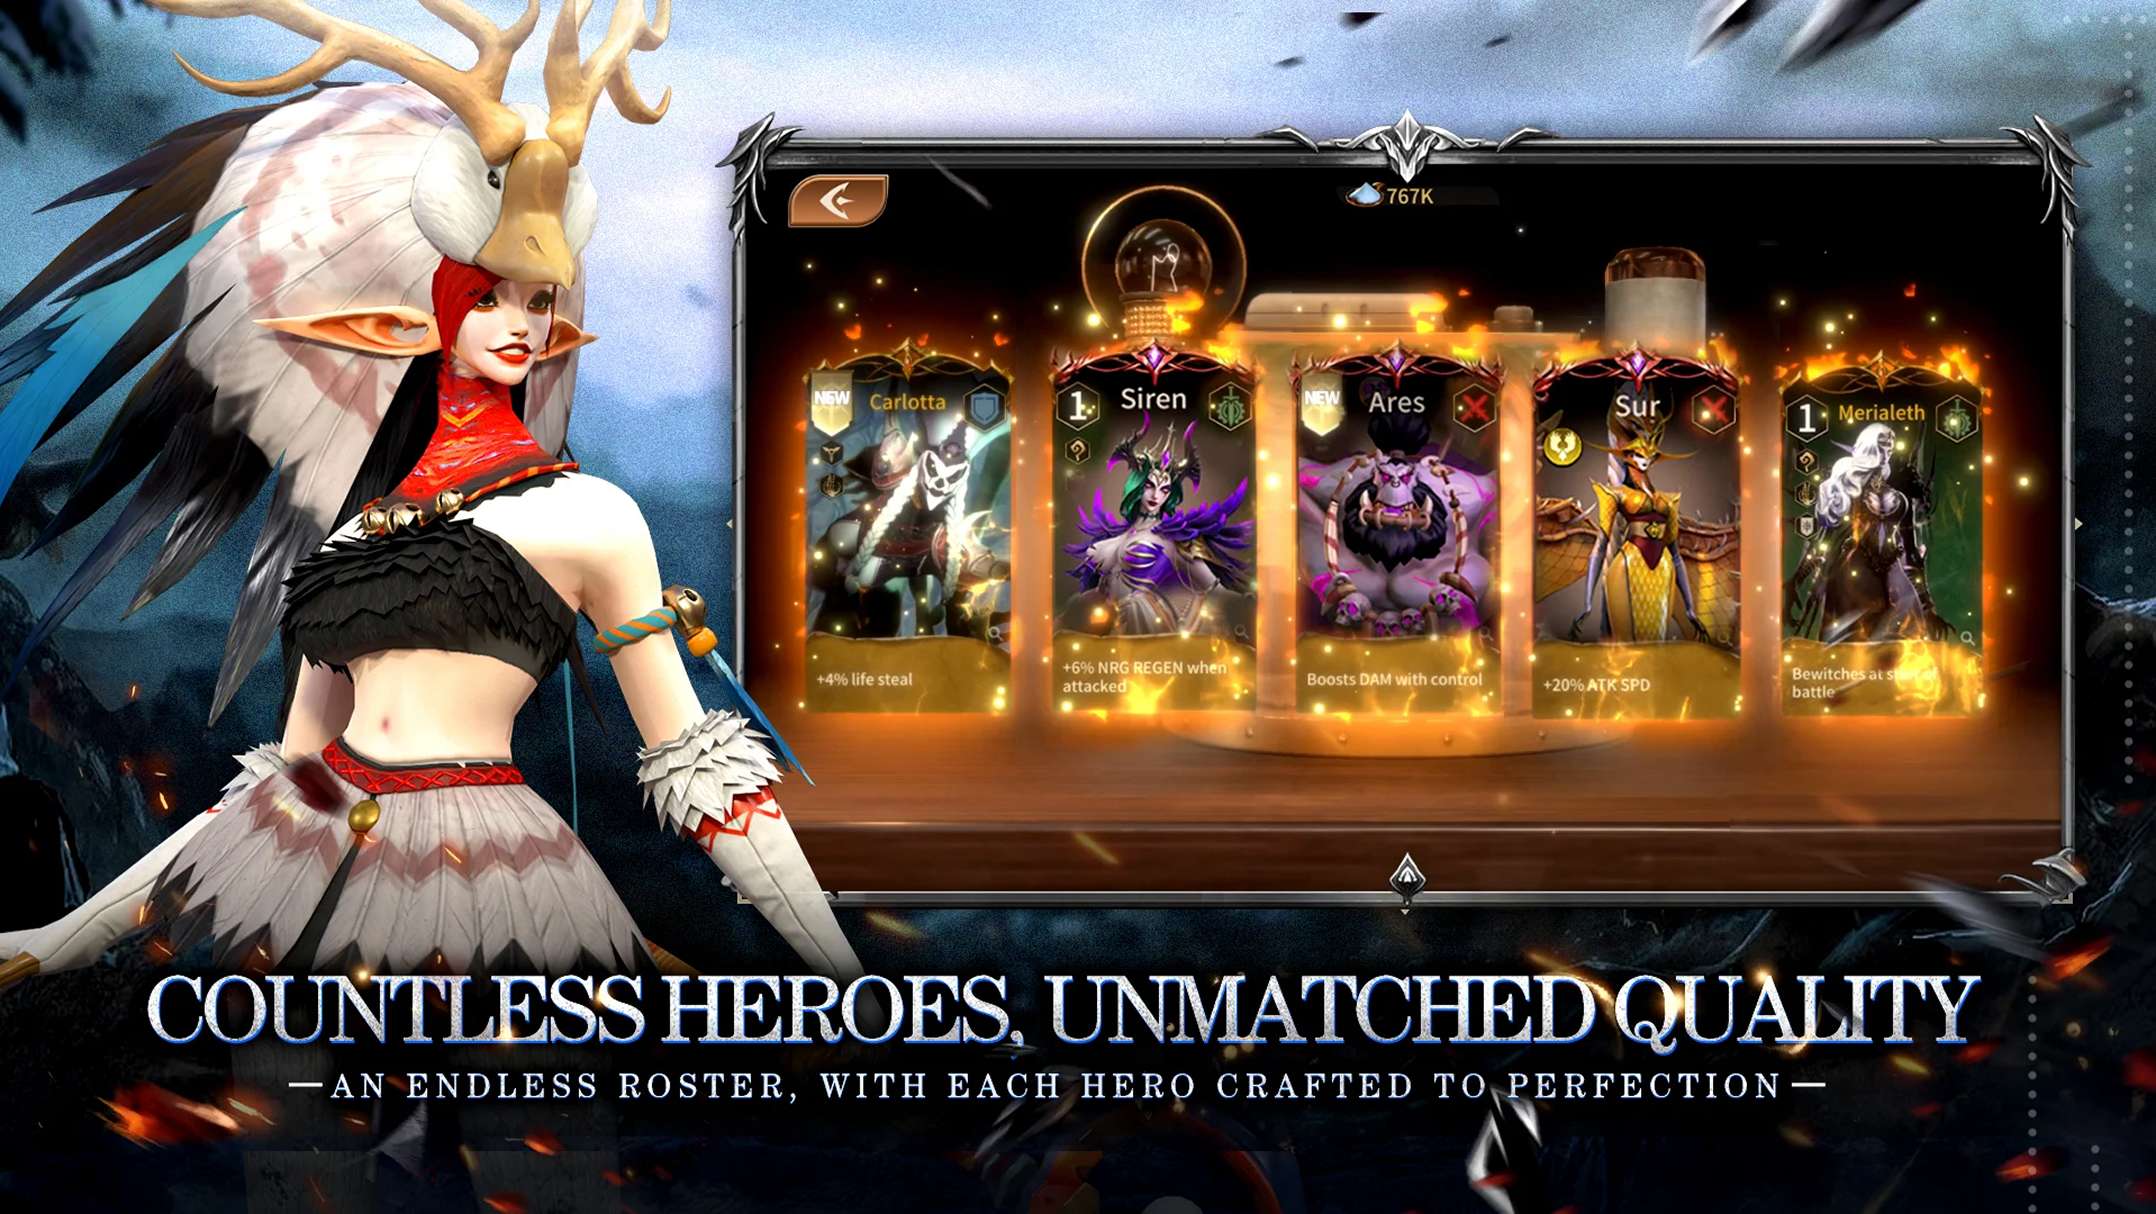 767K
NEW
Carlotta
+4% life steal
1
Siren
+6% NRG REGEN when
attacked
NEW
Ares
Boosts DAM with control
Sur
+20% ATK SPD
1
Merialeth
Bewitches at start of
battle
COUNTLESS HEROES, UNMATCHED QUALITY
—AN ENDLESS ROSTER, WITH EACH HERO CRAFTED TO PERFECTION—